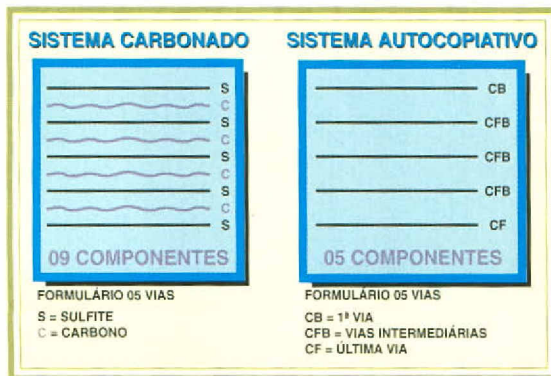 SISTEMA CARBONADO
S
C
S
C
S
C
S
C
S
09 COMPONENTES
FORMULÁRIO 05 VIAS
S = SULFITE
C = CARBONO
SISTEMA AUTOCOPIATIVO
CB
CFB
CFB
CFB
CF
05 COMPONENTES
FORMULÁRIO 05 VIAS
CB = 1ª VIA
CFB = VIAS INTERMEDIÁRIAS
CF = ÚLTIMA VIA